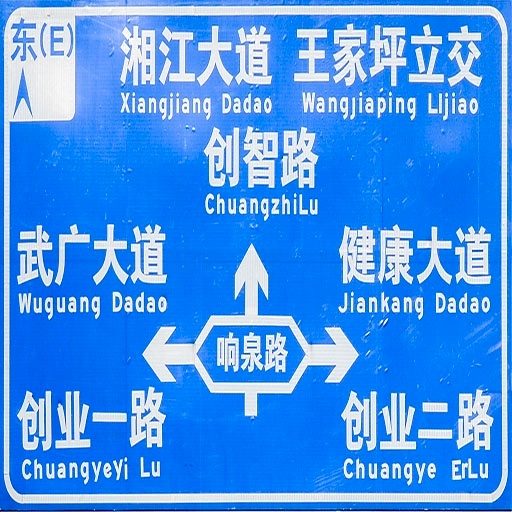 东(E)
湘江大道 王家坪立交
Xiangjiang Dadao Wangjiaping LIjiao
创智路
ChuangzhiLu
武广大道 健康大道
Wuguang Dadao Jiankang Dadao
响泉路
创业一路 创业二路
Chuangyeyi Lu Chuangye ErLu